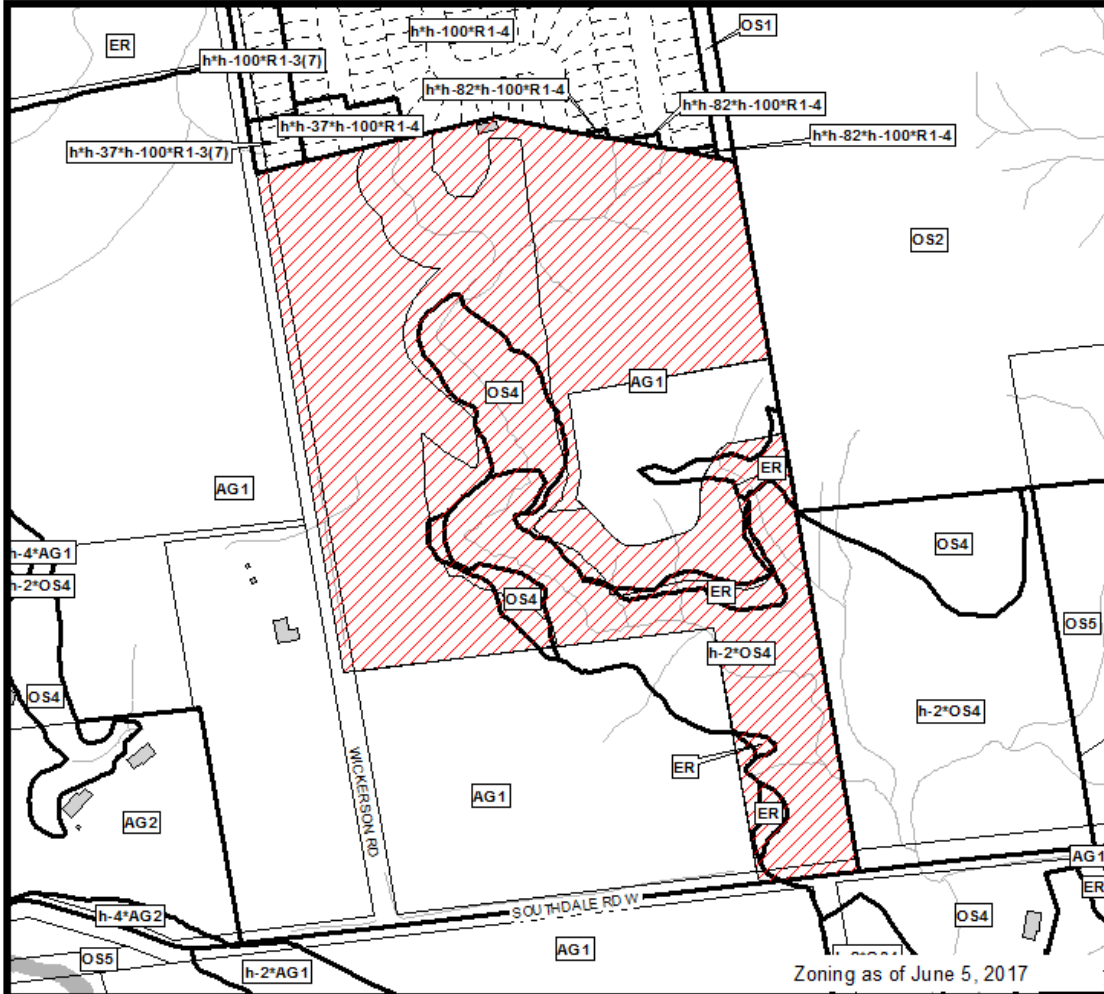 h*h-100*R1-4
OS1
ER
h*h-100*R1-3(7)
h*h-82*h-100*R1-4
h*h-82*h-100*R1-4
h*h-37*h-100*R1-4
h*h-82*h-100*R1-4
h*h-37*h-100*R1-3(7)
OS2
AG1
OS4
ER
AG1
OS4
h-4*AG1
h-2*OS4
ER
OS4
OS5
h-2*OS4
OS4
h-2*OS4
ER
WICKERSON RD
AG1
ER
AG2
AG1
ER
SOUTHDALE RD W
h-4*AG2
OS4
AG1
OS5
h-2*AG1
Zoning as of June 5, 2017